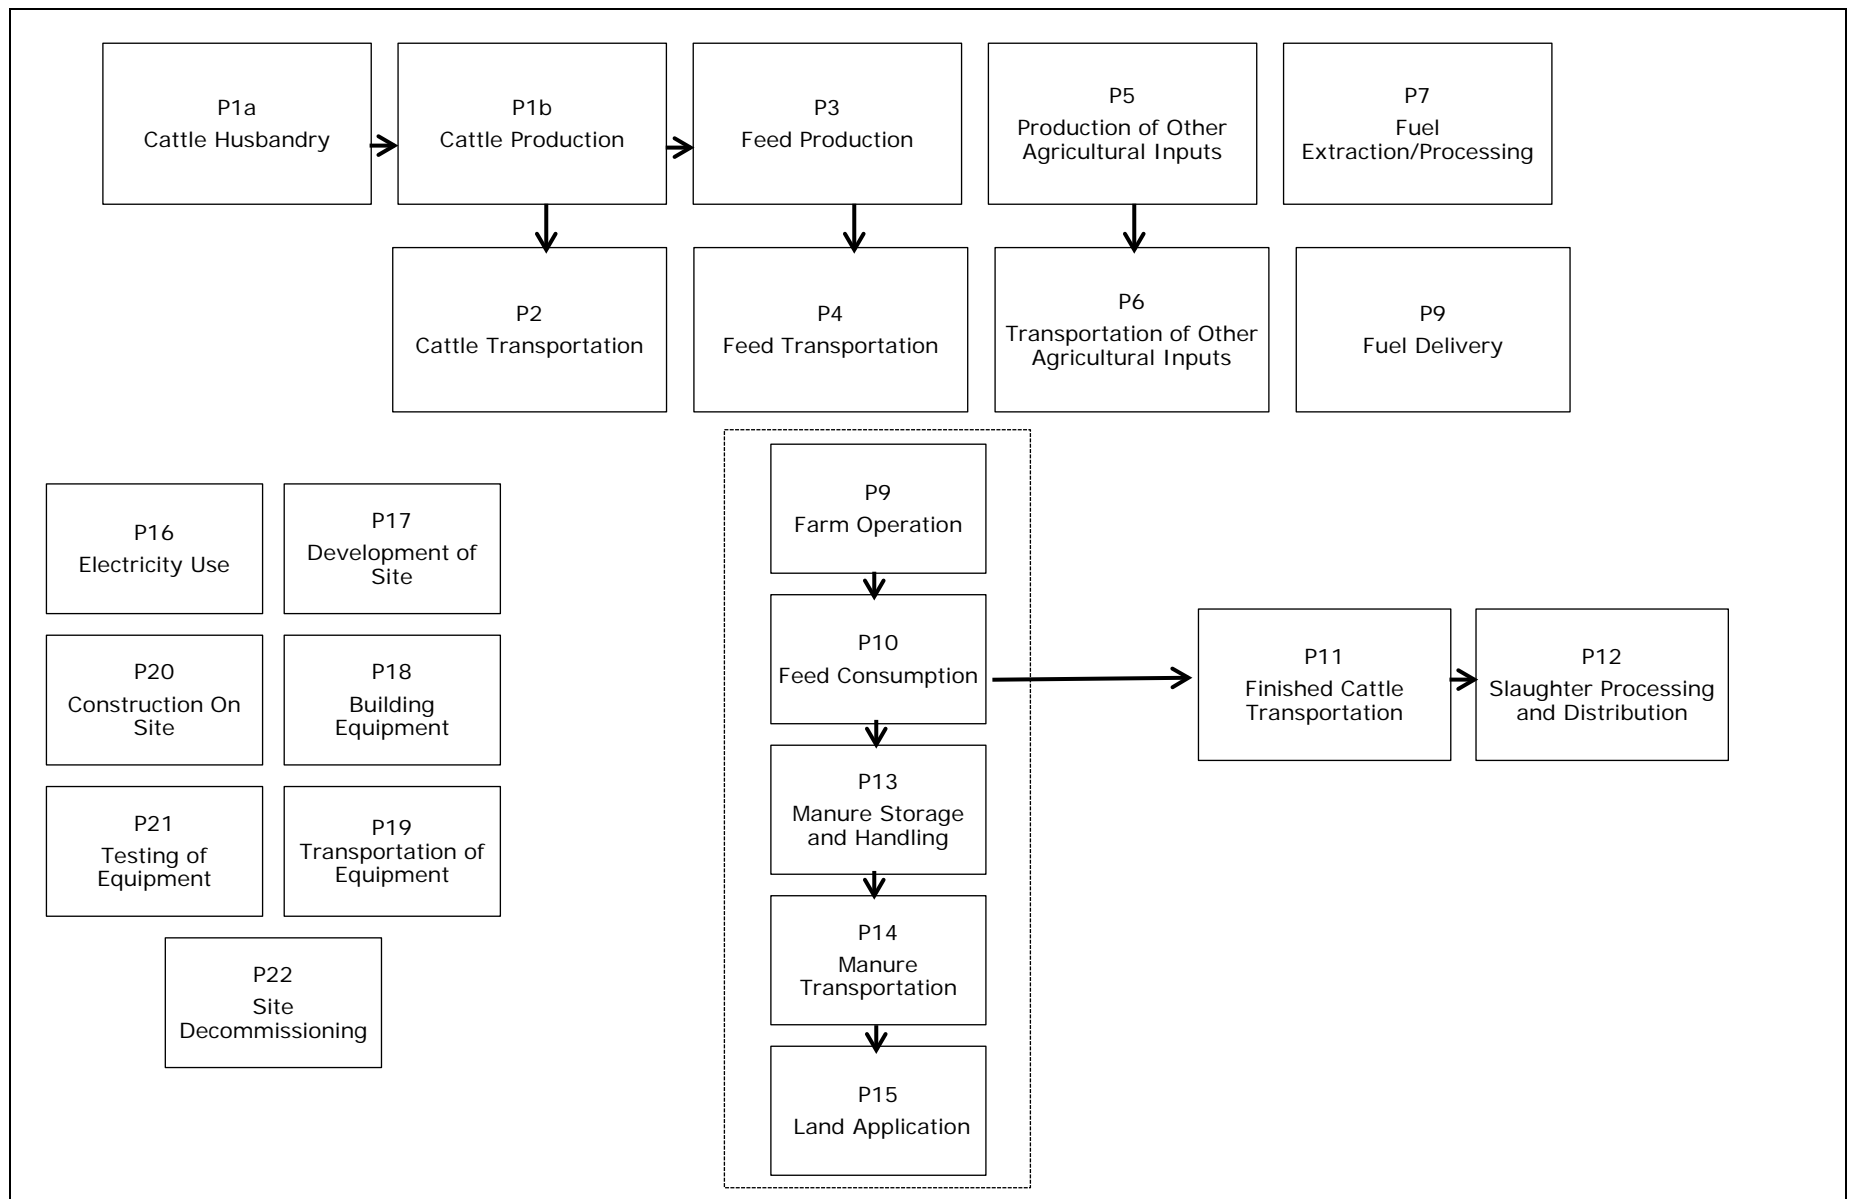 P1a
Cattle Husbandry
P1b
Cattle Production
P3
Feed Production
P5
Production of Other
Agricultural Inputs
P7
Fuel
Extraction/Processing
P2
Cattle Transportation
P4
Feed Transportation
P6
Transportation of Other
Agricultural Inputs
P9
Fuel Delivery
P9
Farm Operation
P16
Electricity Use
P17
Development of
Site
P10
Feed Consumption
P11
Finished Cattle
Transportation
P12
Slaughter Processing
and Distribution
P20
Construction On
Site
P18
Building
Equipment
P13
Manure Storage
and Handling
P21
Testing of
Equipment
P19
Transportation of
Equipment
P14
Manure
Transportation
P22
Site
Decommissioning
P15
Land Application